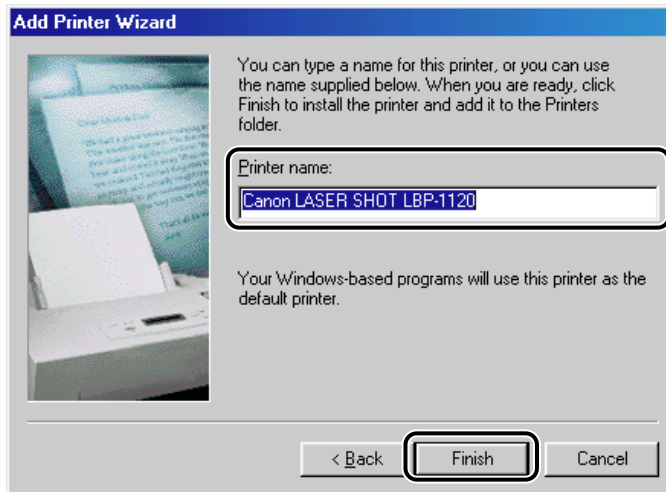 Add Printer Wizard
You can type a name for this printer, or you can use
the name supplied below. When you are ready, click
Finish to install the printer and add it to the Printers
folder.
Printer name:
Canon LASER SHOT LBP-1120
Your Windows-based programs will use this printer as the
default printer.
< Back
Finish
Cancel